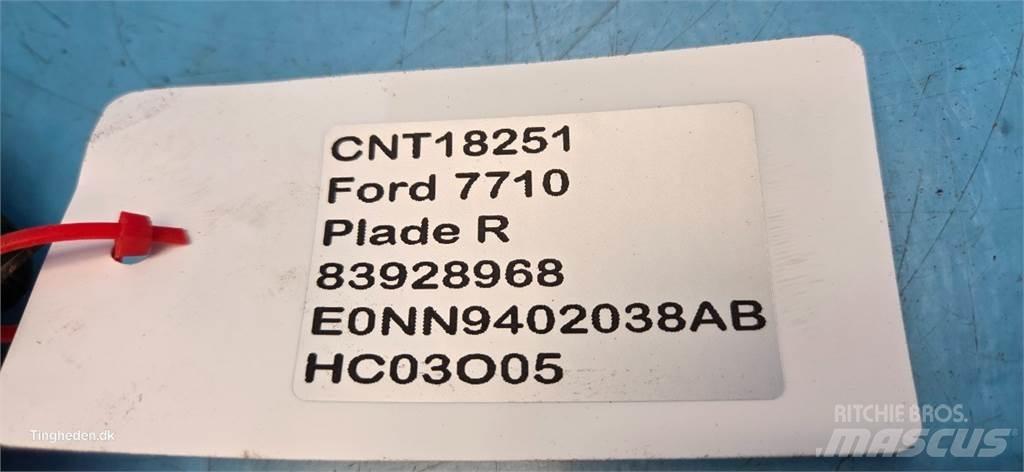 CNT18251
Ford 7710
Plade R
83928968
E0NN9402038AB
HC03O05
Tingheden.dk
RITCHIE BROS.
MASCUS